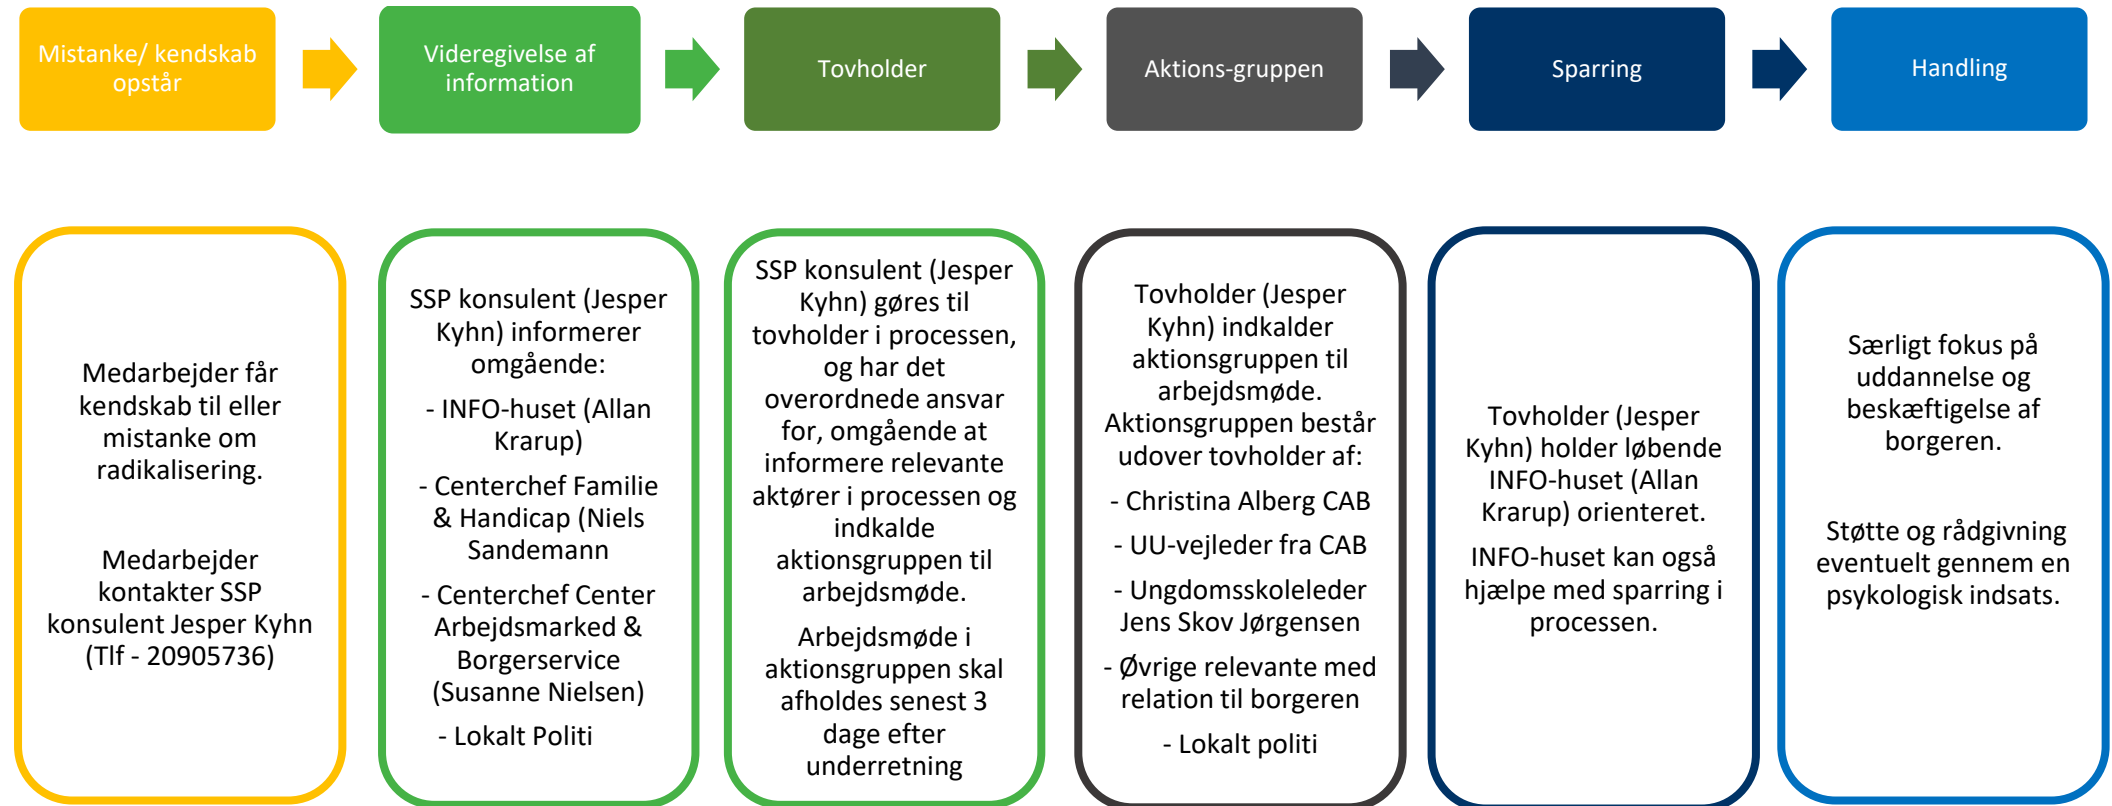 Mistanke/ kendskab
opstår
Videregivelse af
information
Tovholder
Aktions-gruppen
Sparring
Handling
Medarbejder får
kendskab til eller
mistanke om
radikalisering.
Medarbejder
kontakter SSP
konsulent Jesper Kyhn
(Tlf - 20905736)
SSP konsulent (Jesper
Kyhn) informerer
omgående:
- INFO-huset (Allan
Krarup)
- Centerchef Familie
& Handicap (Niels
Sandemann
- Centerchef Center
Arbejdsmarked &
Borgerservice
(Susanne Nielsen)
- Lokalt Politi
SSP konsulent (Jesper
Kyhn) gøres til
tovholder i processen,
og har det
overordnede ansvar
for, omgående at
informere relevante
aktører i processen og
indkalde
aktionsgruppen til
arbejdsmøde.
Arbejdsmøde i
aktionsgruppen skal
afholdes senest 3
dage efter
underretning
Tovholder (Jesper
Kyhn) indkalder
aktionsgruppen til
arbejdsmøde.
Aktionsgruppen består
udover tovholder af:
- Christina Alberg CAB
- UU-vejleder fra CAB
- Ungdomsskoleleder
Jens Skov Jørgensen
- Øvrige relevante med
relation til borgeren
- Lokalt politi
Tovholder (Jesper
Kyhn) holder løbende
INFO-huset (Allan
Krarup) orienteret.
INFO-huset kan også
hjælpe med sparring i
processen.
Særligt fokus på
uddannelse og
beskæftigelse af
borgeren.
Støtte og rådgivning
eventuelt gennem en
psykologisk indsats.